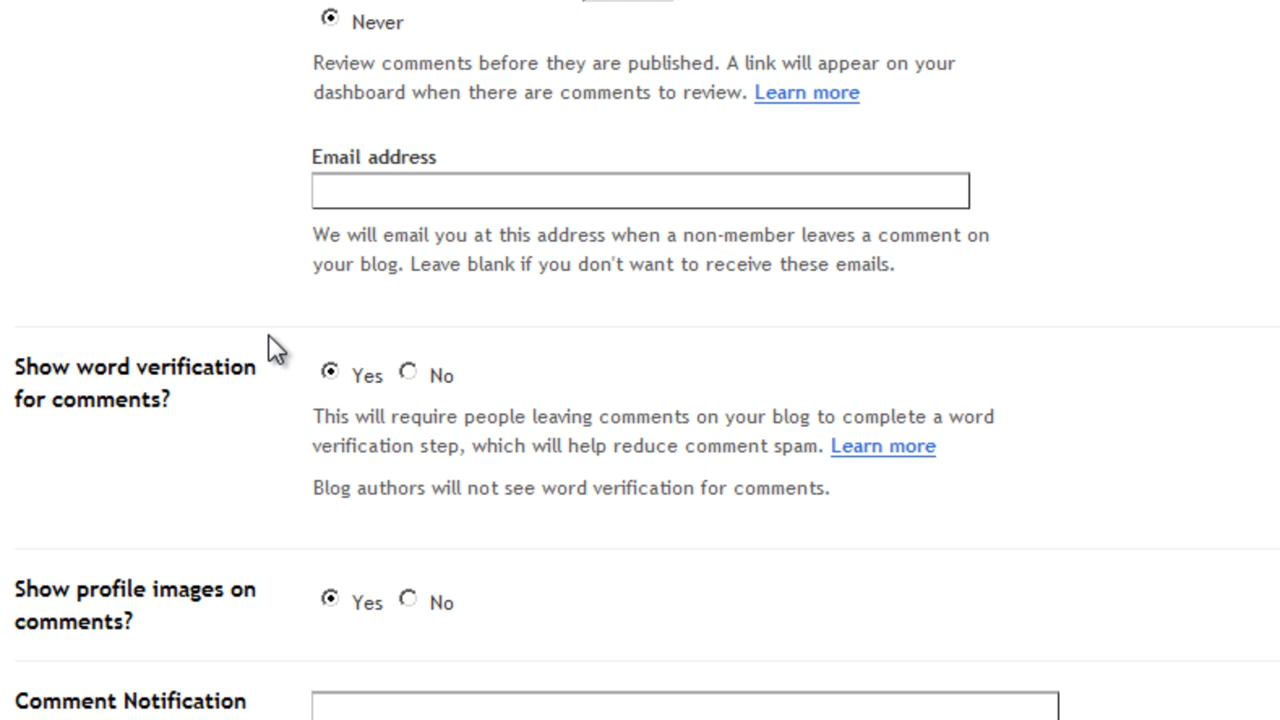 Never
Review comments before they are published. A link will appear on your
dashboard when there are comments to review. Learn more
Email address
We will email you at this address when a non-member leaves a comment on
your blog. Leave blank if you don't want to receive these emails.
Show word verification
for comments?
Yes No
This will require people leaving comments on your blog to complete a word
verification step, which will help reduce comment spam. Learn more
Blog authors will not see word verification for comments.
Show profile images on
comments?
Yes No
Comment Notification